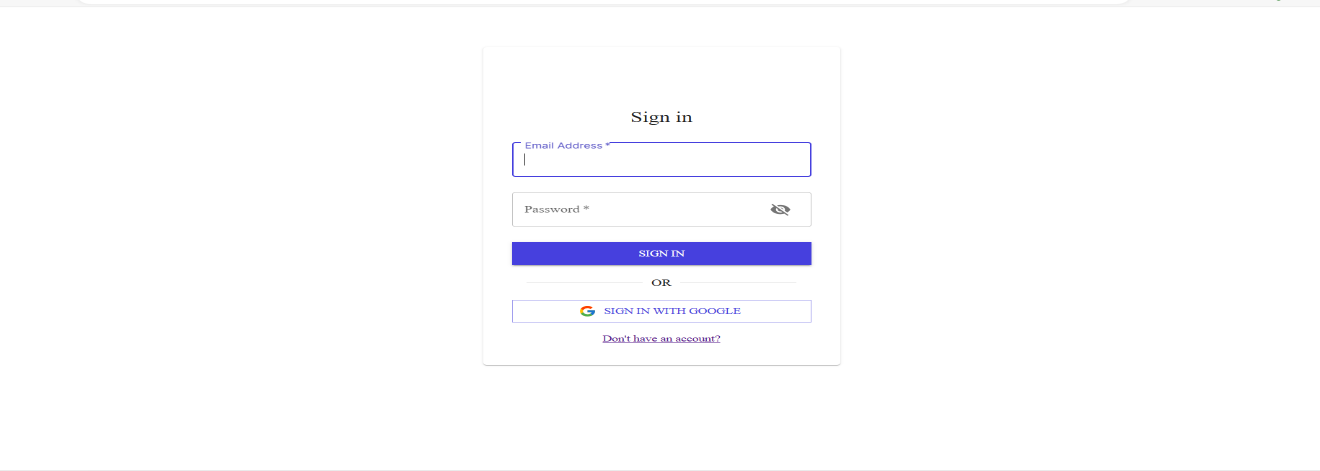 Sign in
Email Address *
Password *
SIGN IN
OR
SIGN IN WITH GOOGLE
Don't have an account?